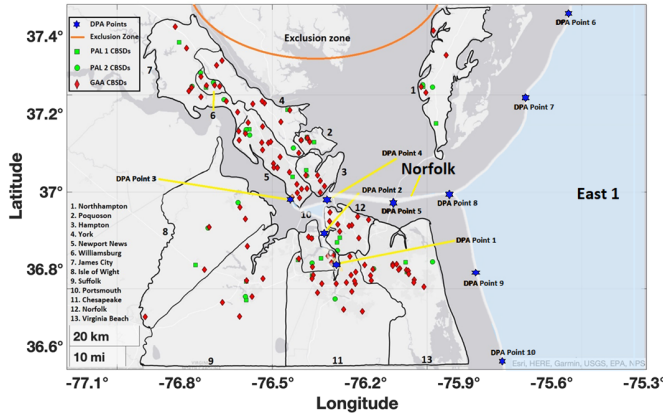 37.4°
37.2°
37°
36.8°
36.6°
Latitude
DPA Points
Exclusion Zone
PAL 1 CBSDs
PAL 2 CBSDs
GAA CBSDs
Exclusion zone
DPA Point 6
7
1
DPA Point 7
4
6
2
DPA Point 4
5
3
Norfolk
DPA Point 3
DPA Point 2
East 1
DPA Point 5
DPA Point 8
10
12
8
DPA Point 1
DPA Point 9
1. Northhampton
2. Poquoson
3. Hampton
4. York
5. Newport News
6. Williamsburg
7. James City
8. Isle of Wight
9. Suffolk
10. Portsmouth
11. Chesapeake
12. Norfolk
13. Virginia Beach
20 km
10 mi
9
11
13
DPA Point 10
Esri, HERE, Garmin, USGS, EPA, NPS
-77.1° -76.8° -76.5° -76.2° -75.9° -75.6° -75.3°
Longitude